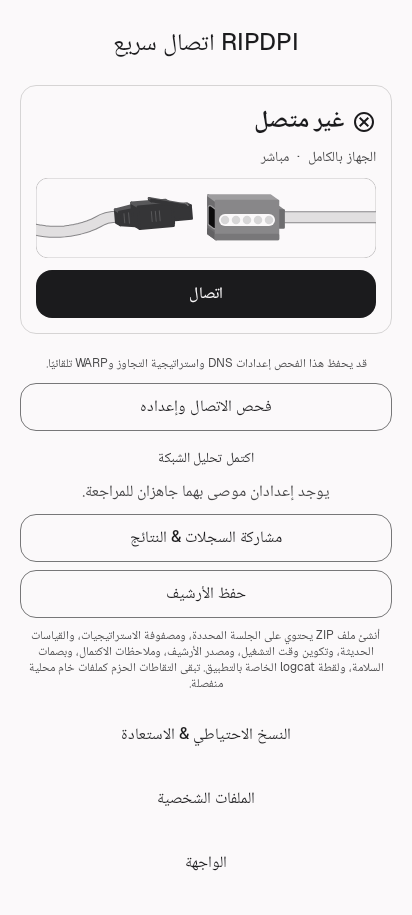 RIPDPI اتصال سريع
غير متصل
الجهاز بالكامل · مباشر
اتصال
قد يحفظ هذا الفحص إعدادات DNS واستراتيجية التجاوز وWARP تلقائيًا.
فحص الاتصال وإعداده
اكتمل تحليل الشبكة
يوجد إعدادان موصى بهما جاهزان للمراجعة.
مشاركة السجلات & النتائج
حفظ الأرشيف
أنشئ ملف ZIP يحتوي على الجلسة المحددة، ومصفوفة الاستراتيجيات، والقياسات
الحديثة، وتكوين وقت التشغيل، ومصدر الأرشيف، وملاحظات الاكتمال، وبصمات
السلامة، ولقطة logcat الخاصة بالتطبيق. تبقى التقاطات الحزم كملفات خام محلية
منفصلة.
النسخ الاحتياطي & الاستعادة
الملفات الشخصية
الواجهة